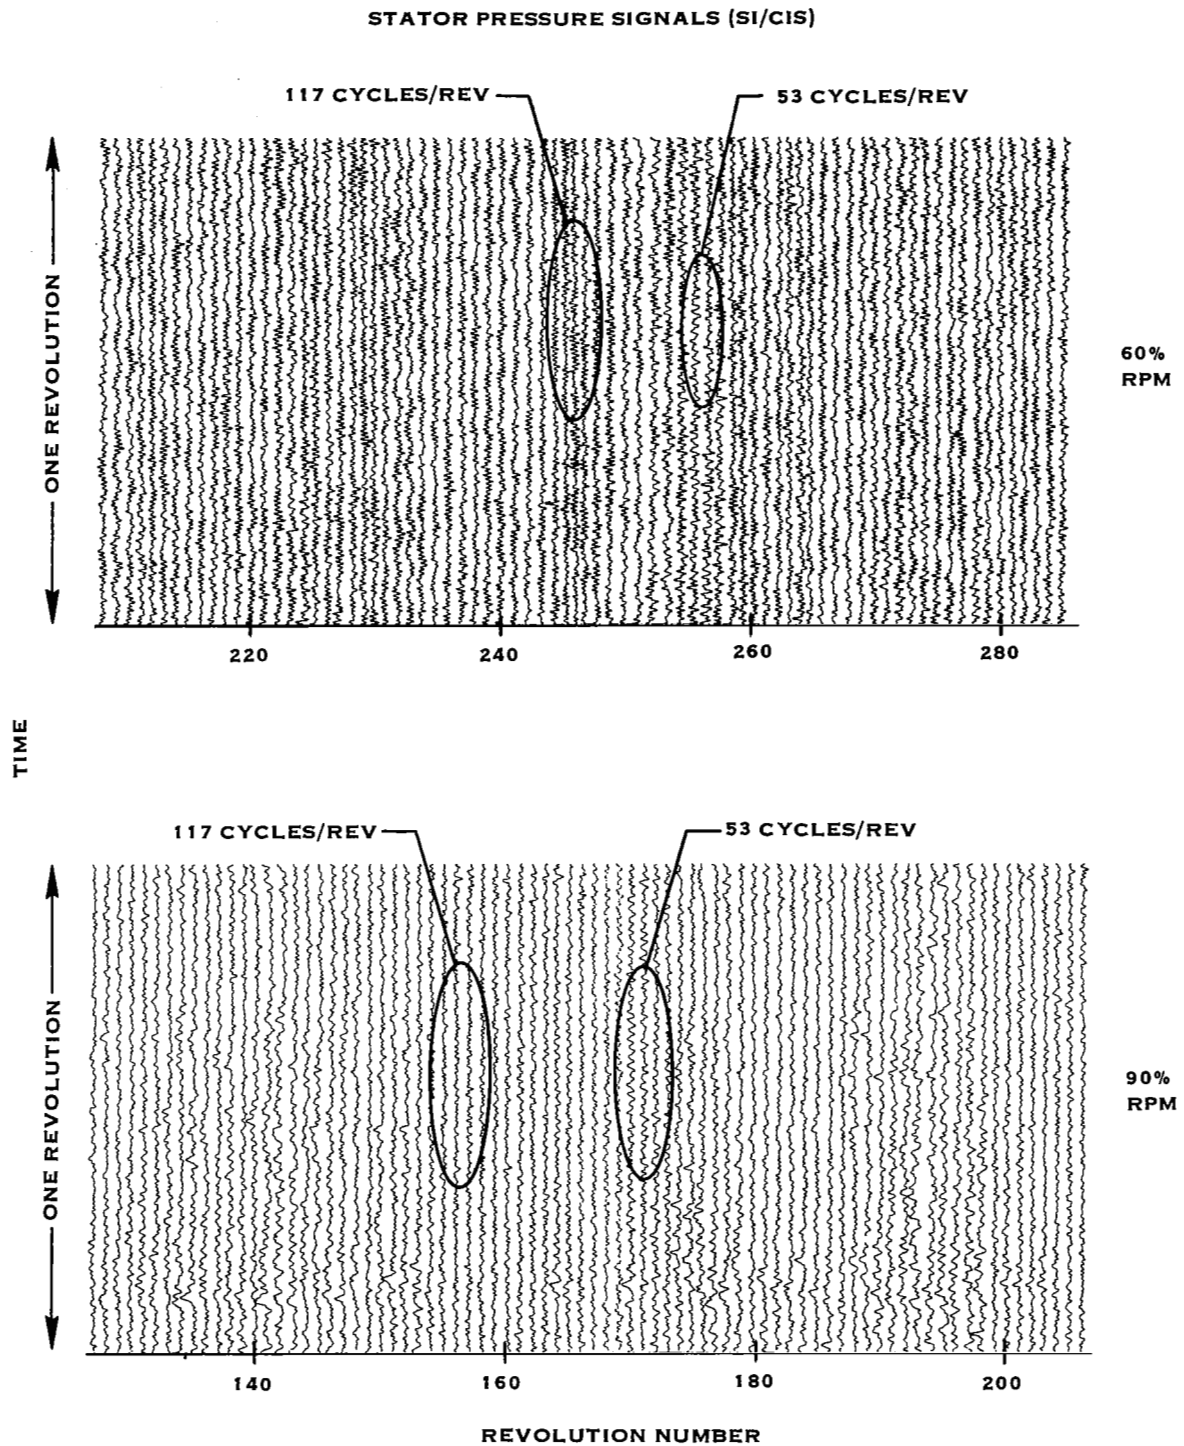 STATOR PRESSURE SIGNALS (SI/CIS)
117 CYCLES/REV
53 CYCLES/REV
ONE REVOLUTION
60%
RPM
220
240
260
280
TIME
117 CYCLES/REV
53 CYCLES/REV
ONE REVOLUTION
90%
RPM
140
160
180
200
REVOLUTION NUMBER